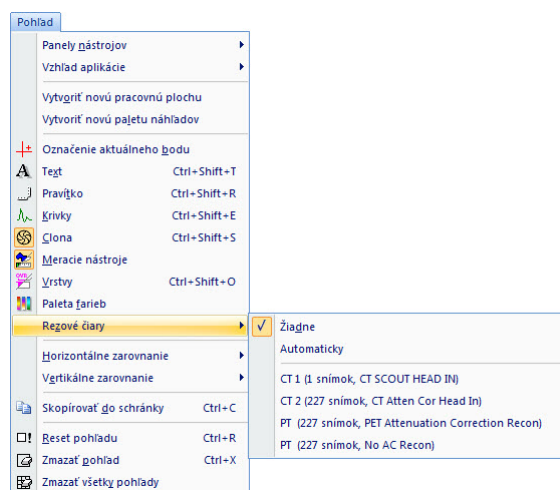 Pohľad
Panely nástrojov
Vzhľad aplikácie
Vytvoriť novú pracovnú plochu
Vytvoriť novú paletu náhľadov
Označenie aktuálneho bodu
Text Ctrl+Shift+T
Pravítko Ctrl+Shift+R
Krivky Ctrl+Shift+E
Clona Ctrl+Shift+S
Meracie nástroje
Vrstvy Ctrl+Shift+O
Paleta farieb
Rezové čiary
Horizontálne zarovnanie
Vertikálne zarovnanie
Skopírovať do schránky Ctrl+C
Reset pohľadu Ctrl+R
Zmazať pohľad Ctrl+X
Zmazať všetky pohľady
Žiadne
Automaticky
CT 1 (1 snímok, CT SCOUT HEAD IN)
CT 2 (227 snímok, CT Atten Cor Head In)
PT (227 snímok, PET Attenuation Correction Recon)
PT (227 snímok, No AC Recon)